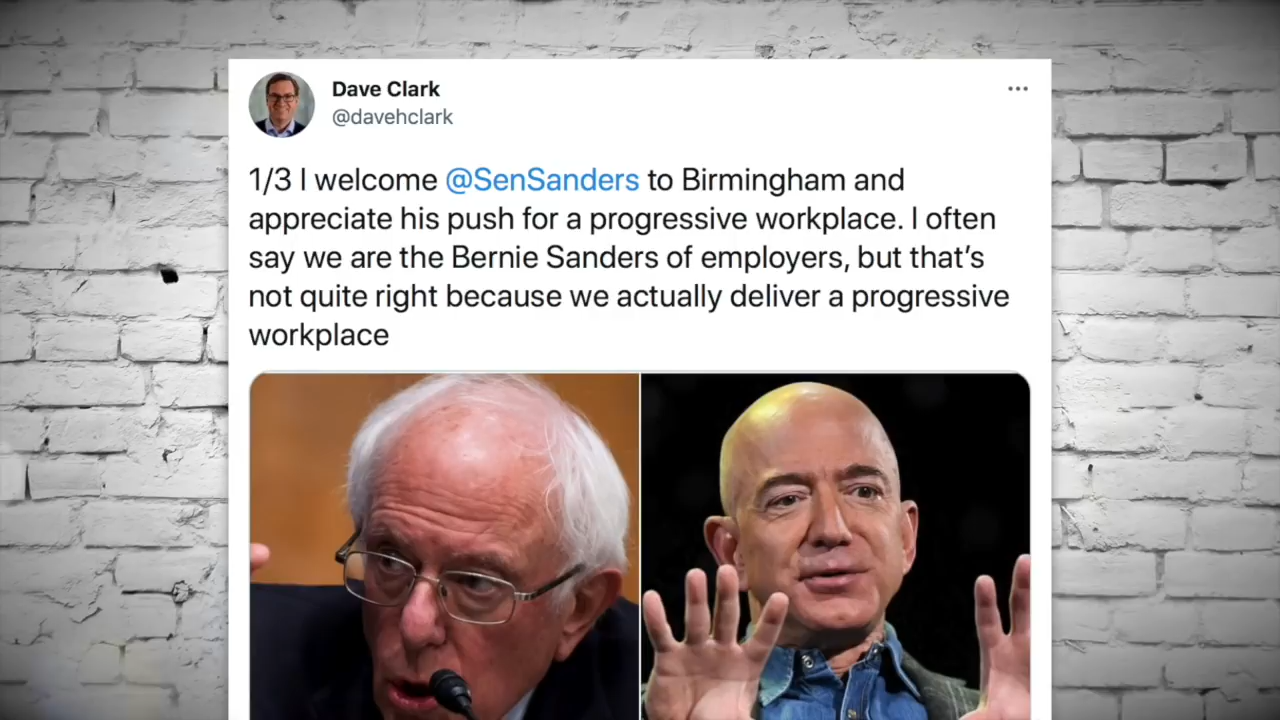 Dave Clark
@davehclark
1/3 I welcome @SenSanders to Birmingham and
appreciate his push for a progressive workplace. I often
say we are the Bernie Sanders of employers, but that’s
not quite right because we actually deliver a progressive
workplace